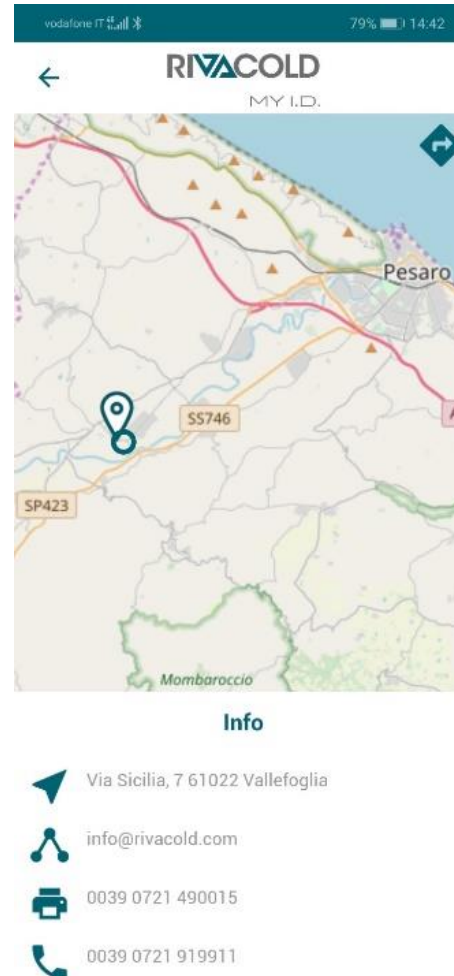 vodafone IT 79% 14:42
RIVACOLD
MY I.D.
Pesaro
SS746
A
SP423
Mombaroccio
Info
Via Sicilia, 7 61022 Vallefoglia
info@rivacold.com
0039 0721 490015
0039 0721 919911